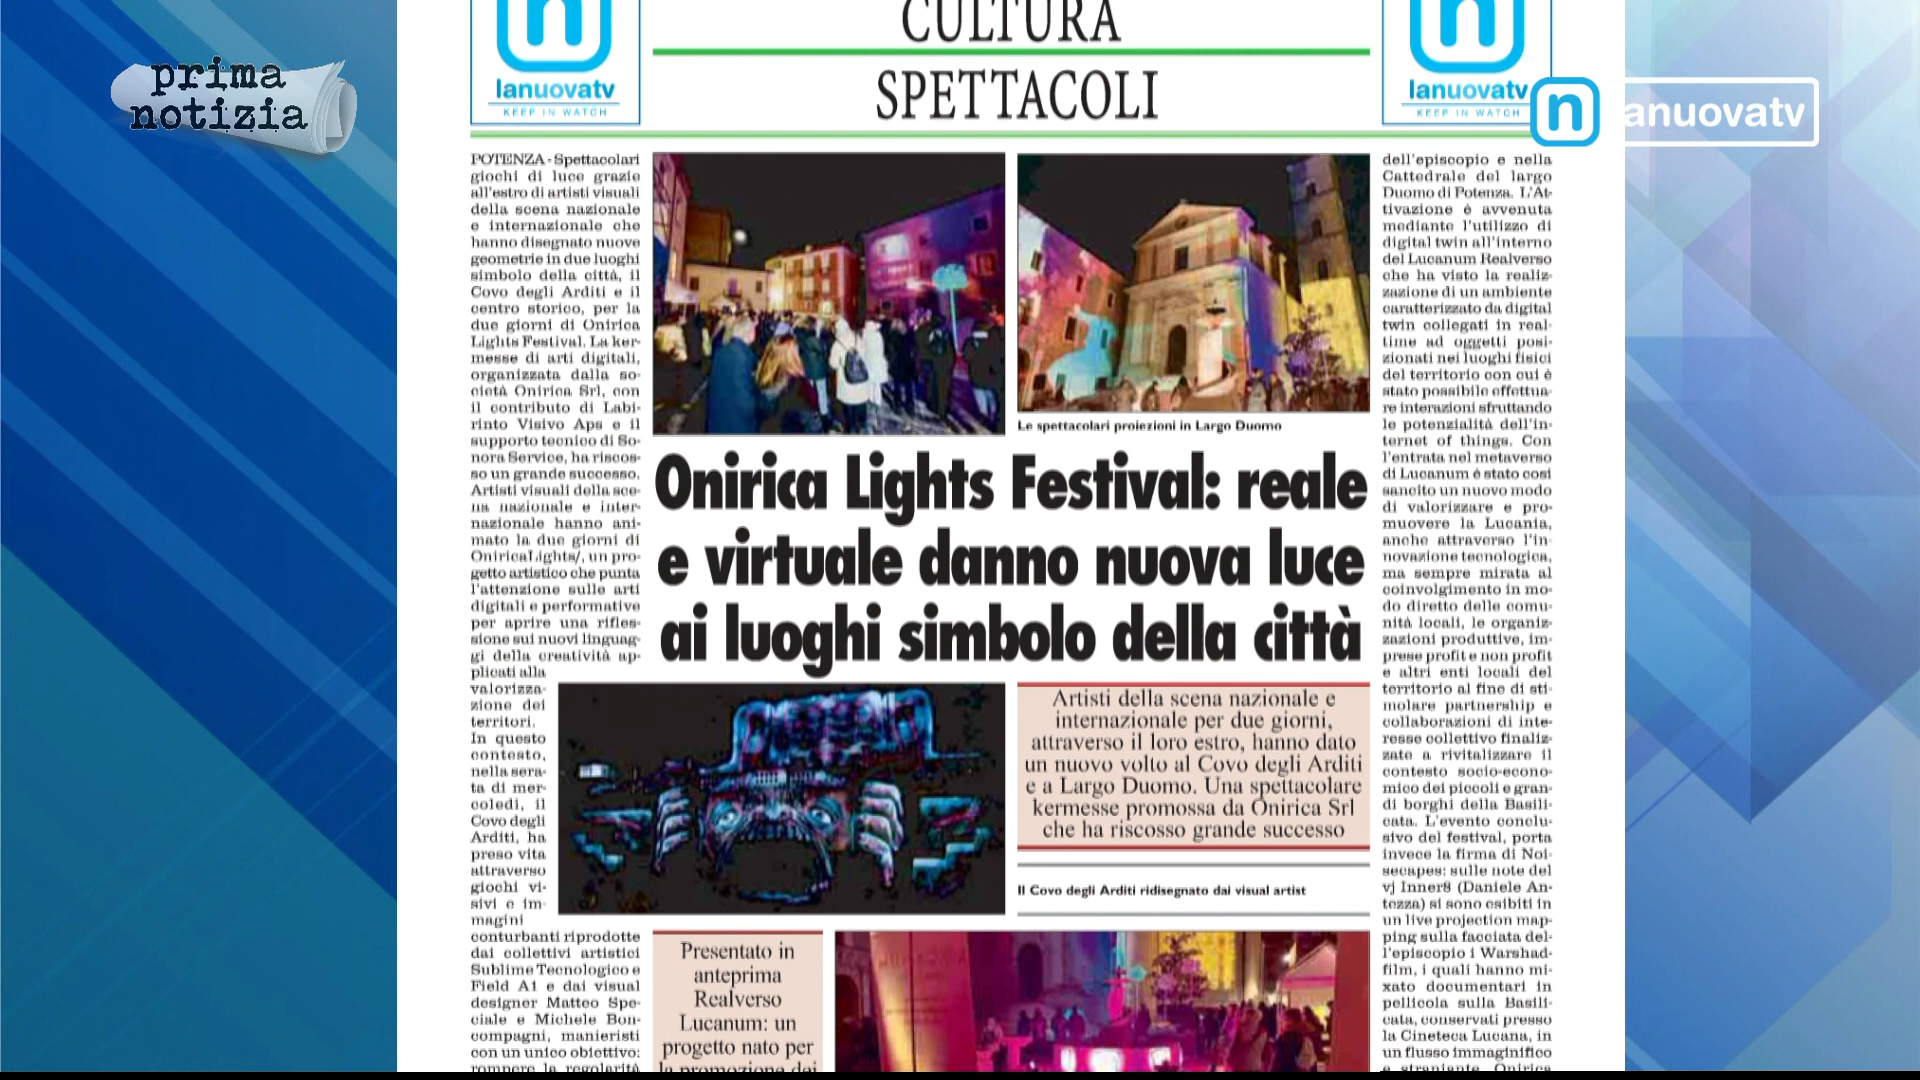 prima
notizia
CULTURA
SPETTACOLI
lanuovatv
KEEP IN WATCH
lanuovatv
KEEP IN WATCH
lanuovatv
POTENZA - Spettacolari
giochi di luce grazie
all'estro di artisti visuali
della scena nazionale
e internazionale che
hanno disegnato nuove
geometrie in due luoghi
simbolo della città, il
Covo degli Arditi e il
centro storico, per la
due giorni di Onirica
Lights Festival. La ker-
messe di arti digitali,
organizzata dalla so-
cietà Onirica Srl, con
il contributo di Labi-
rinto Visivo Aps e il
supporto tecnico di So-
nora Service, ha riscos-
so un grande successo.
Artisti visuali della sce-
na nazionale e inter-
nazionale hanno ani-
mato la due giorni di
OniricaLights/, un pro-
getto artistico che punta
l'attenzione sulle arti
digitali e performative
per aprire una rifles-
sione sui nuovi linguag-
gi della creatività ap-
plicati alla
valorizza-
zione dei
territori.
In questo
contesto,
nella sera-
ta di mer-
coledì, il
Covo degli
Arditi, ha
preso vita
attraverso
giochi vi-
sivi e im-
magini
conturbanti riprodotte
dai collettivi artistici
Sublime Tecnologico e
Field A1 e dai visual
designer Matteo Spe-
ciale e Michele Bon-
compagni, manieristi
con un unico obiettivo:
rompere la regolarità
Le spettacolari proiezioni in Largo Duomo
Onirica Lights Festival: reale
e virtuale danno nuova luce
ai luoghi simbolo della città
Artisti della scena nazionale e
internazionale per due giorni,
attraverso il loro estro, hanno dato
un nuovo volto al Covo degli Arditi
e a Largo Duomo. Una spettacolare
kermesse promossa da Onirica Srl
che ha riscosso grande successo
Il Covo degli Arditi ridisegnato dai visual artist
Presentato in
anteprima
Realverso
Lucanum: un
progetto nato per
la promozione dei
dell'episcopio e nella
Cattedrale del largo
Duomo di Potenza. L'At-
tivazione è avvenuta
mediante l'utilizzo di
digital twin all'interno
del Lucanum Realverso
che ha visto la realiz-
zazione di un ambiente
caratterizzato da digital
twin collegati in real-
time ad oggetti posi-
zionati nei luoghi fisici
del territorio con cui è
stato possibile effettua-
re interazioni sfruttando
le potenzialità dell'in-
ternet of things. Con
l'entrata nel metaverso
di Lucanum è stato così
sancito un nuovo modo
di valorizzare e pro-
muovere la Lucania,
anche attraverso l'in-
novazione tecnologica,
ma sempre mirata al
coinvolgimento in mo-
do diretto delle comu-
nità locali, le organiz-
zazioni produttive, im-
prese profit e non profit
e altri enti locali del
territorio al fine di sti-
molare partnership e
collaborazioni di inte-
resse collettivo finaliz-
zate a rivitalizzare il
contesto socio-econo-
mico dei piccoli e gran-
di borghi della Basili-
cata. L'evento conclu-
sivo del festival, porta
invece la firma di Noi-
secapes: sulle note del
vj Inner8 (Daniele An-
tezza) si sono esibiti in
un live projection map-
ping sulla facciata del-
l'episcopio i Warshad-
film, i quali hanno mi-
xato documentari in
pellicola sulla Basili-
cata, conservati presso
la Cineteca Lucana, in
un flusso immaginifico
e straniante. Onirica